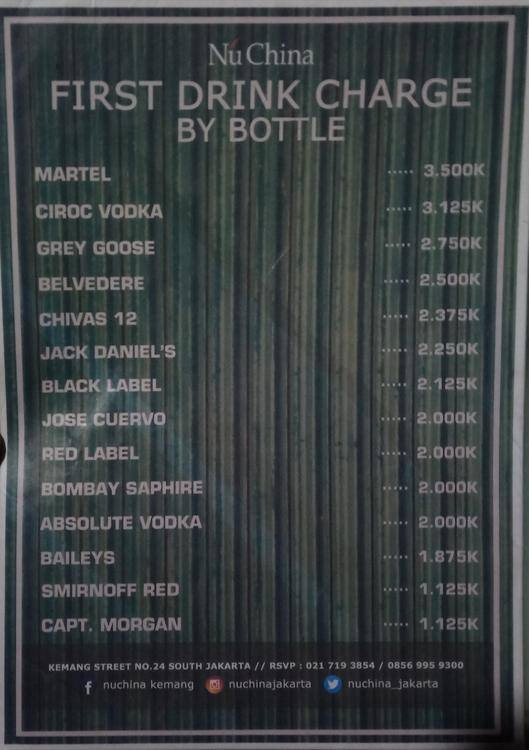 Nu China
FIRST DRINK CHARGE
BY BOTTLE
MARTEL ..... 3.500K
CIROC VODKA ..... 3.125K
GREY GOOSE ..... 2.750K
BELVEDERE ..... 2.500K
CHIVAS 12 ..... 2.375K
JACK DANIEL'S ..... 2.250K
BLACK LABEL ..... 2.125K
JOSE CUERVO ..... 2.000K
RED LABEL ..... 2.000K
BOMBAY SAPHIRE ..... 2.000K
ABSOLUTE VODKA ..... 2.000K
BAILEYS ..... 1.875K
SMIRNOFF RED ..... 1.125K
CAPT. MORGAN ..... 1.125K
KEMANG STREET NO.24 SOUTH JAKARTA // RSVP : 021 719 3854 / 0856 995 9300
nuchina kemang nuchinajakarta nuchina_jakarta